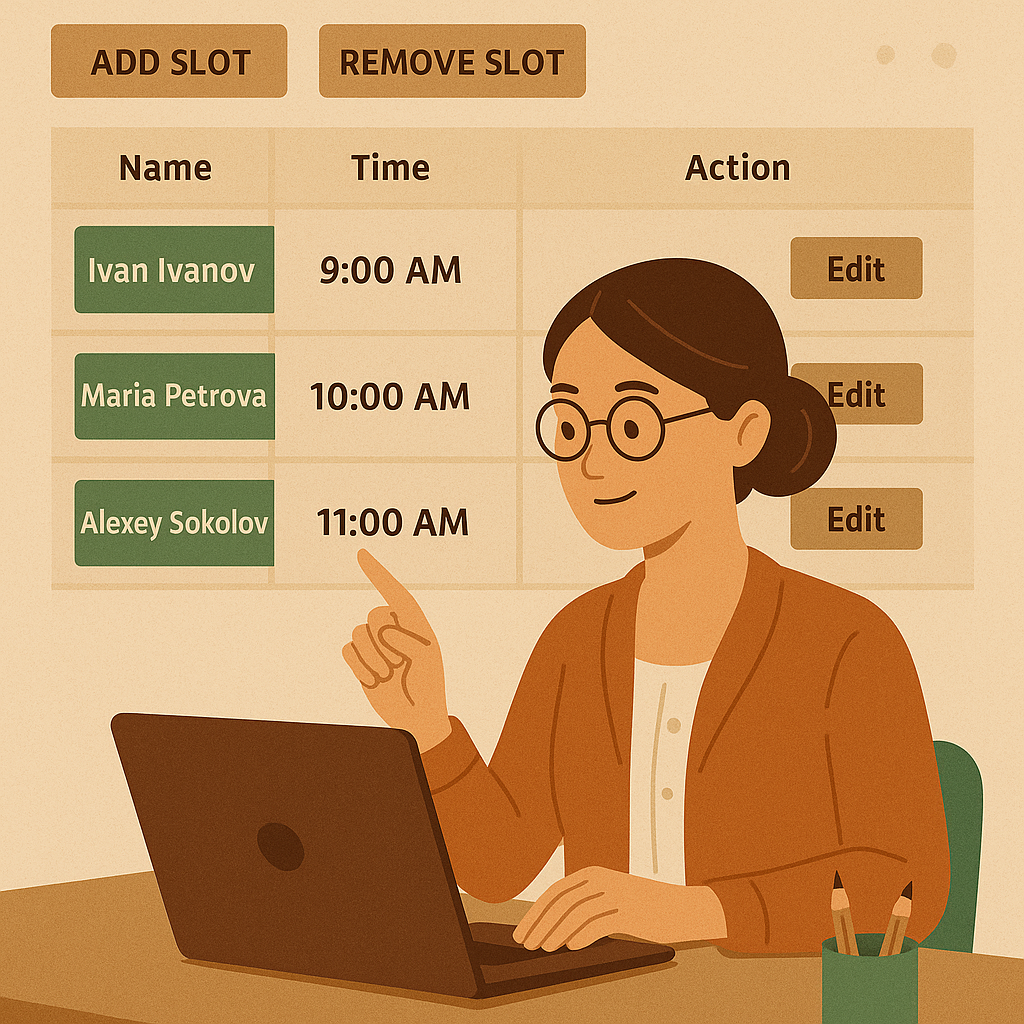 ADD SLOT REMOVE SLOT
Name Time Action
Ivan Ivanov 9:00 AM Edit
Maria Petrova 10:00 AM Edit
Alexey Sokolov 11:00 AM Edit